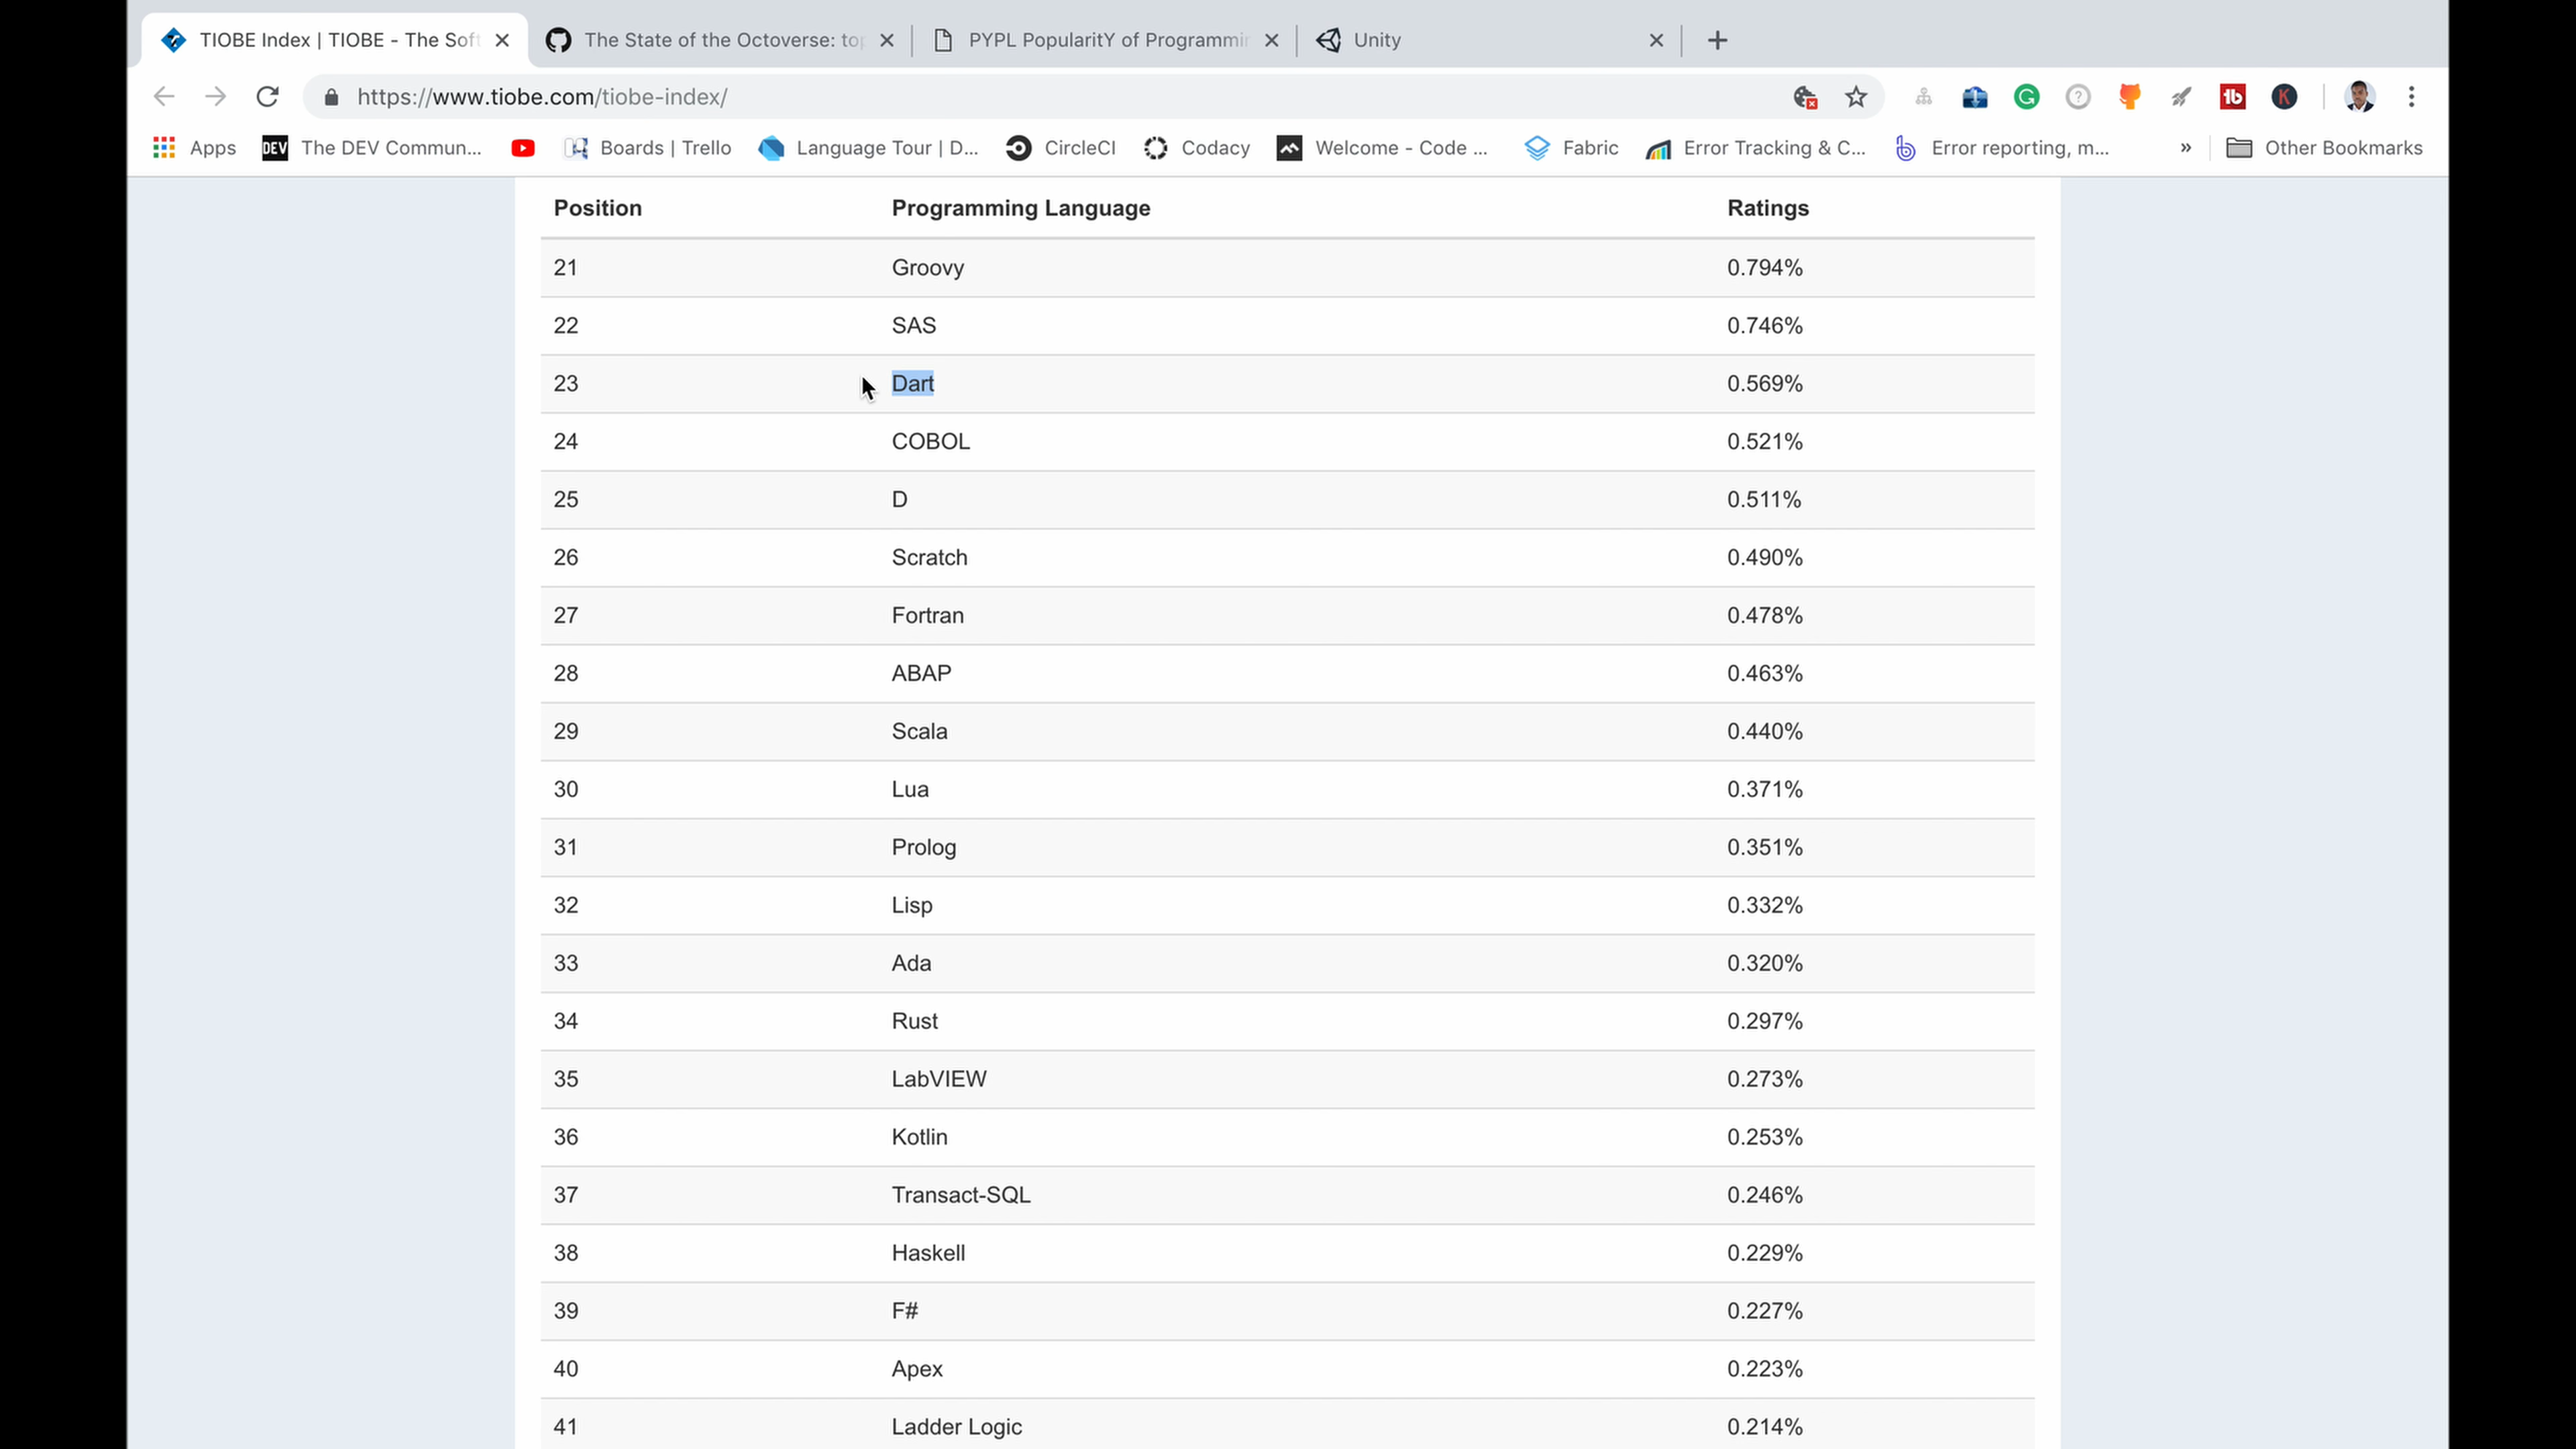 TIOBE Index | TIOBE - The Sof
The State of the Octoverse: top
PYPL PopularitY of Programmin
Unity
https://www.tiobe.com/tiobe-index/
Apps
DEV The DEV Commun...
Boards | Trello
Language Tour | D...
CircleCI
Codacy
Welcome - Code ...
Fabric
Error Tracking & C...
Error reporting, m...
»
Other Bookmarks
Position Programming Language Ratings
21 Groovy 0.794%
22 SAS 0.746%
23 Dart 0.569%
24 COBOL 0.521%
25 D 0.511%
26 Scratch 0.490%
27 Fortran 0.478%
28 ABAP 0.463%
29 Scala 0.440%
30 Lua 0.371%
31 Prolog 0.351%
32 Lisp 0.332%
33 Ada 0.320%
34 Rust 0.297%
35 LabVIEW 0.273%
36 Kotlin 0.253%
37 Transact-SQL 0.246%
38 Haskell 0.229%
39 F# 0.227%
40 Apex 0.223%
41 Ladder Logic 0.214%